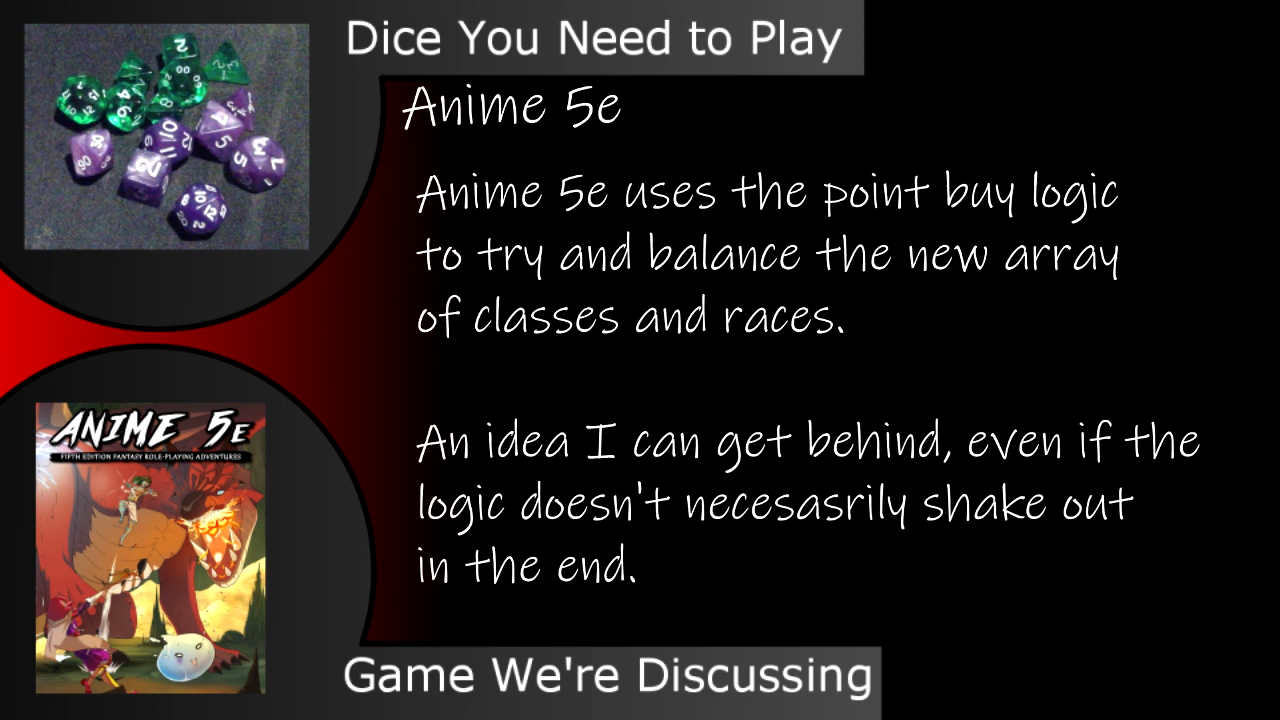 Dice You Need to Play
Anime 5e
Anime 5e uses the point buy logic
to try and balance the new array
of classes and races.
An idea I can get behind, even if the
logic doesn't necesasrily shake out
in the end.
ANIME 5E
FIFTH EDITION FANTASY ROLE-PLAYING ADVENTURES
Game We're Discussing